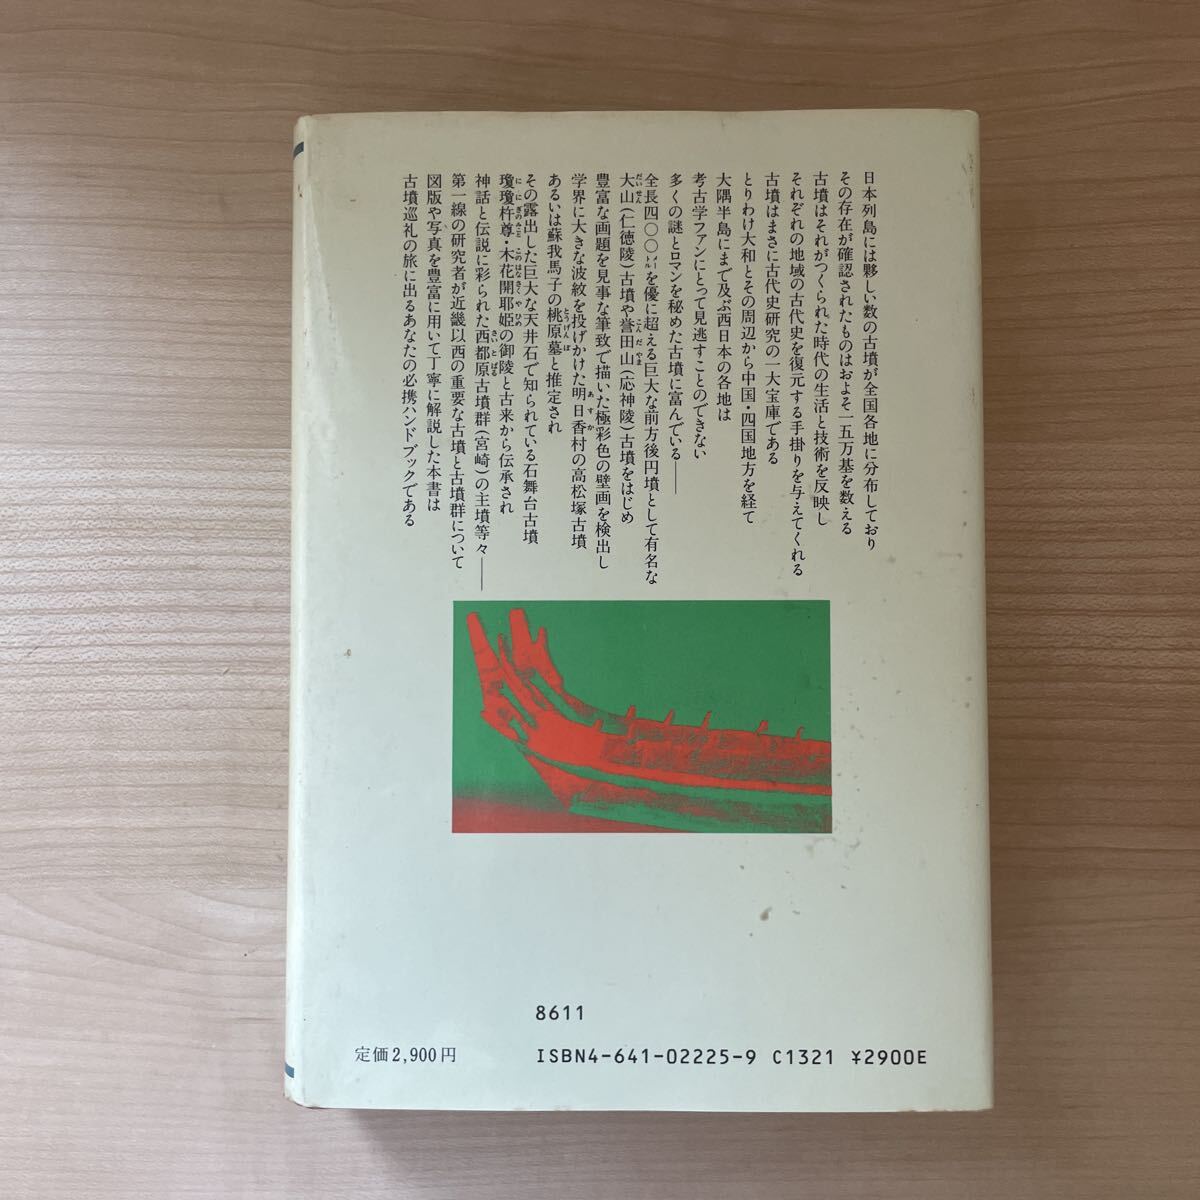 日本列島には夥しい数の古墳が全国各地に分布しており
その存在が確認されたものはおよそ一五万基を数える
古墳はそれがつくられた時代の生活と技術を反映し
それぞれの地域の古代史を復元する手掛りを与えてくれる
古墳はまさに古代史研究の一大宝庫である
とりわけ大和とその周辺から中国・四国地方を経て
大隅半島にまで及ぶ西日本の各地は
考古学ファンにとって見逃すことのできない
多くの謎とロマンを秘めた古墳に富んでいる――
全長四〇〇メートルを優に超える巨大な前方後円墳として有名な
大山(仁徳陵)古墳や誉田山(応神陵)古墳をはじめ
豊富な画題を見事な筆致で描いた極彩色の壁画を検出し
学界に大きな波紋を投げかけた明日香村の高松塚古墳
あるいは蘇我馬子の桃原墓と推定され
その露出した巨大な天井石で知られている石舞台古墳
瓊瓊杵尊・木花開耶姫の御陵と古来から伝承され
神話と伝説に彩られた西都原古墳群(宮崎)の主墳等々――
第一線の研究者が近畿以西の重要な古墳と古墳群について
図版や写真を豊富に用いて丁寧に解説した本書は
古墳巡礼の旅に出るあなたの必携ハンドブックである
8611
定価2,900円
ISBN4-641-02225-9 C1321 ¥2900E